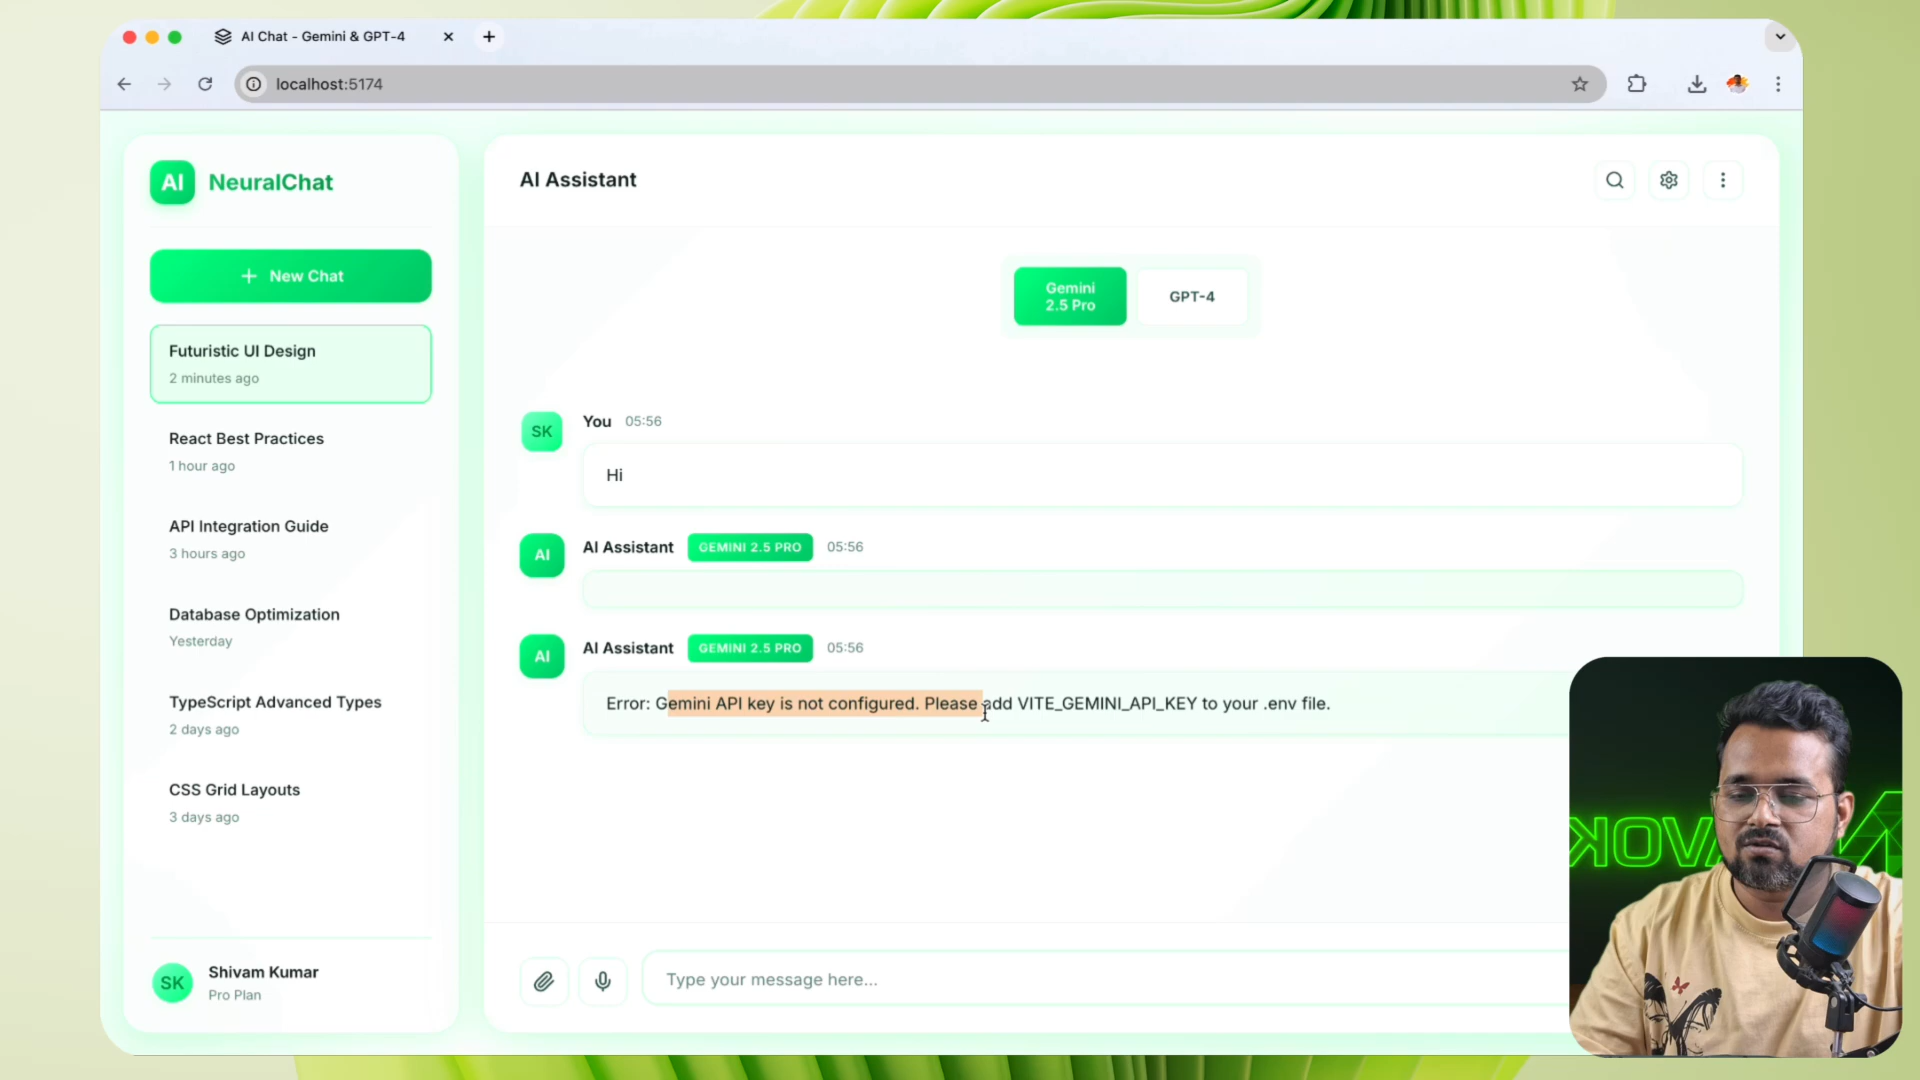 AI Chat - Gemini & GPT-4
localhost:5174
AI NeuralChat
+ New Chat
Futuristic UI Design
2 minutes ago
React Best Practices
1 hour ago
API Integration Guide
3 hours ago
Database Optimization
Yesterday
TypeScript Advanced Types
2 days ago
CSS Grid Layouts
3 days ago
SK
Shivam Kumar
Pro Plan
AI Assistant
Gemini
2.5 Pro
GPT-4
SK
You 05:56
Hi
AI
AI Assistant GEMINI 2.5 PRO 05:56
AI
AI Assistant GEMINI 2.5 PRO 05:56
Error: Gemini API key is not configured. Please add VITE_GEMINI_API_KEY to your .env file.
Type your message here...